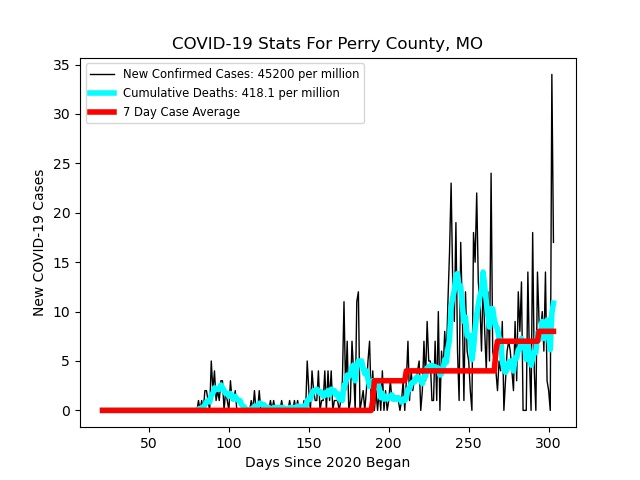 COVID-19 Stats For Perry County, MO
New Confirmed Cases: 45200 per million
Cumulative Deaths: 418.1 per million
7 Day Case Average
New COVID-19 Cases
35
30
25
20
15
10
5
0
50
100
150
200
250
300
Days Since 2020 Began